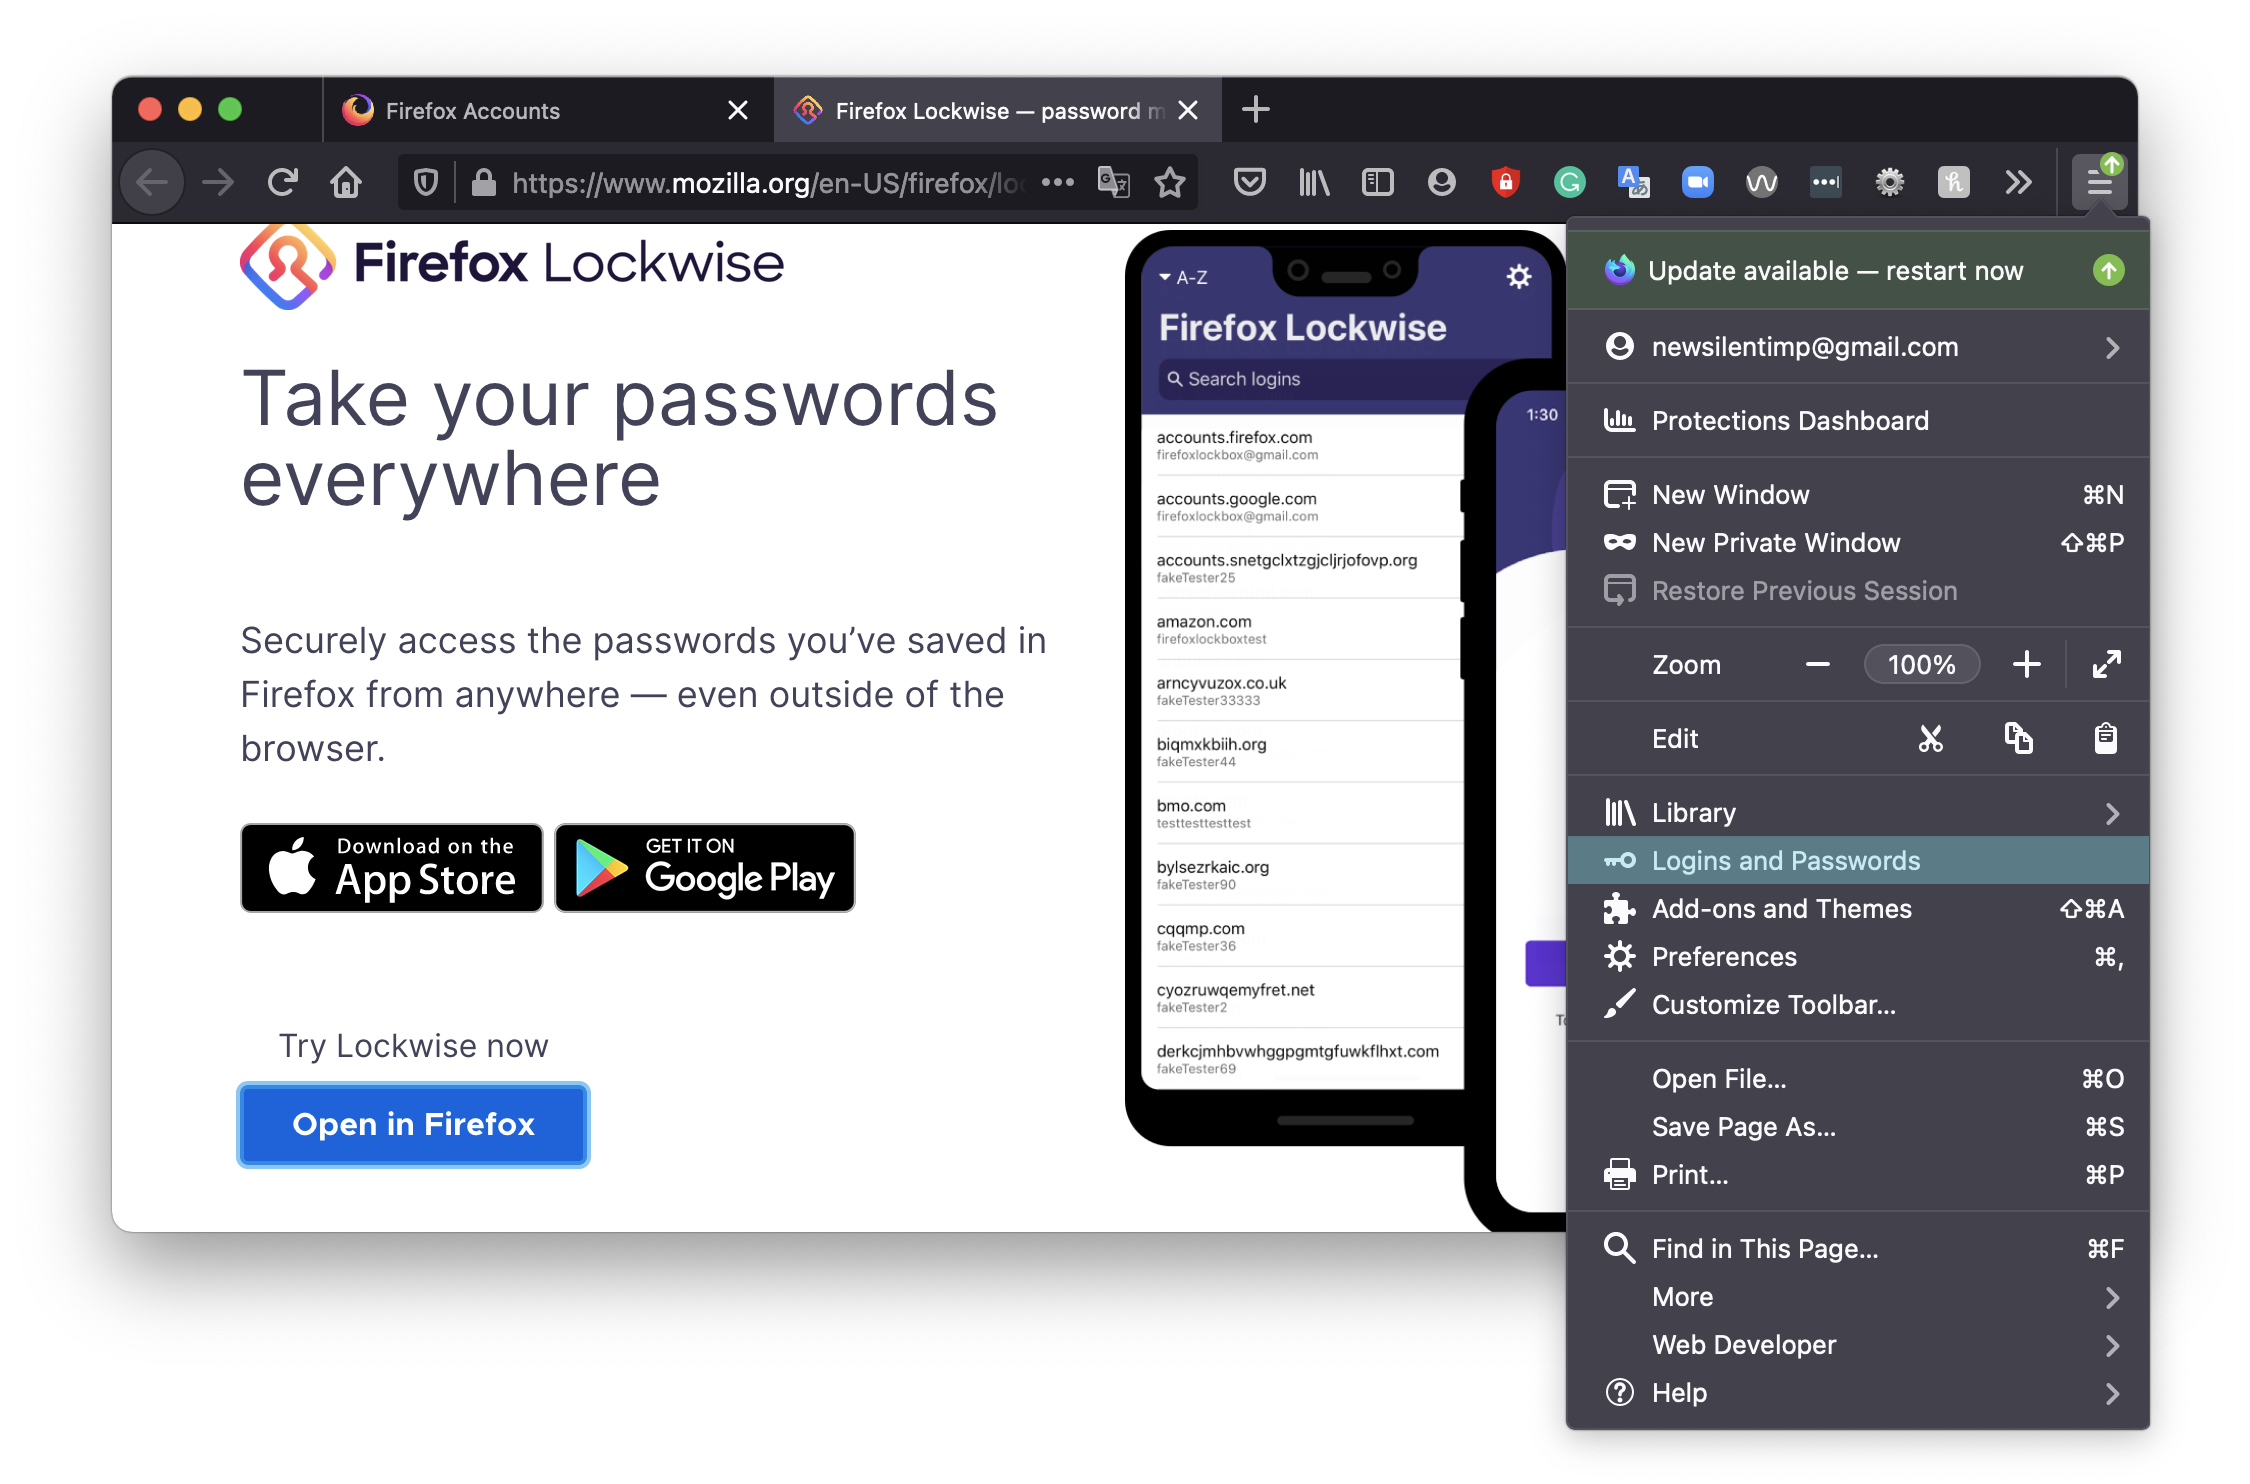 Firefox Accounts
Firefox Lockwise — password m
https://www.mozilla.org/en-US/firefox/lo
Firefox Lockwise
Take your passwords
everywhere
Securely access the passwords you’ve saved in
Firefox from anywhere — even outside of the
browser.
Download on the
App Store
GET IT ON
Google Play
Try Lockwise now
Open in Firefox
A-Z
Firefox Lockwise
Search logins
accounts.firefox.com
firefoxlockbox@gmail.com
accounts.google.com
firefoxlockbox@gmail.com
accounts.snetgclxtzgjcljrjofovp.org
fakeTester25
amazon.com
firefoxlockboxtest
arncyvuzox.co.uk
fakeTester33333
biqmxkbiih.org
fakeTester44
bmo.com
testtesttesttest
bylsezrkaic.org
fakeTester90
cqqmp.com
fakeTester36
cyozruwqemyfret.net
fakeTester2
derkcjmhbvwhggpgmtgfuwkflhxt.com
fakeTester69
1:30
Update available — restart now
newsilentimp@gmail.com
Protections Dashboard
New Window ⌘N
New Private Window ⇧⌘P
Restore Previous Session
Zoom − 100% +
Edit
Library
Logins and Passwords
Add-ons and Themes ⇧⌘A
Preferences ⌘,
Customize Toolbar...
Open File... ⌘O
Save Page As... ⌘S
Print... ⌘P
Find in This Page... ⌘F
More
Web Developer
Help